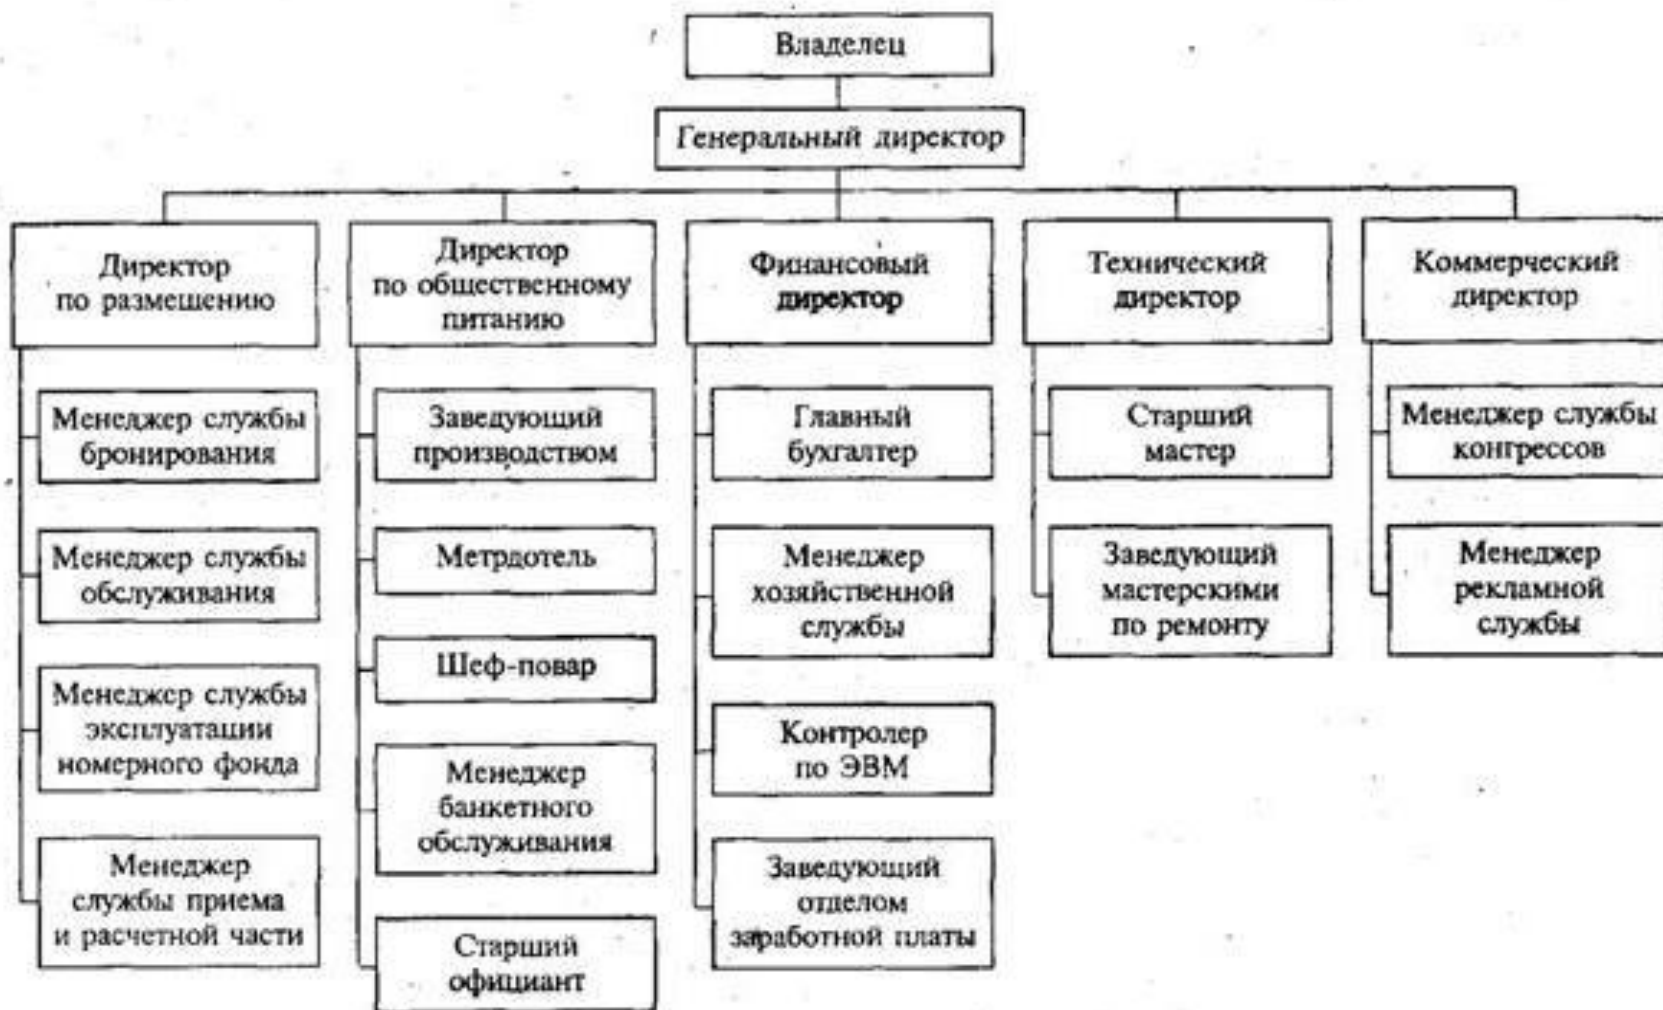 Владелец
Генеральный директор
Директор
по размещению
Директор
по общественному
питанию
Финансовый
директор
Технический
директор
Коммерческий
директор
Менеджер службы
бронирования
Менеджер службы
обслуживания
Менеджер службы
эксплуатации
номерного фонда
Менеджер
службы приема
и расчетной части
Заведующий
производством
Метрдотель
Шеф-повар
Менеджер
банкетного
обслуживания
Старший
официант
Главный
бухгалтер
Менеджер
хозяйственной
службы
Контролер
по ЭВМ
Заведующий
отделом
заработной платы
Старший
мастер
Заведующий
мастерскими
по ремонту
Менеджер службы
конгрессов
Менеджер
рекламной
службы